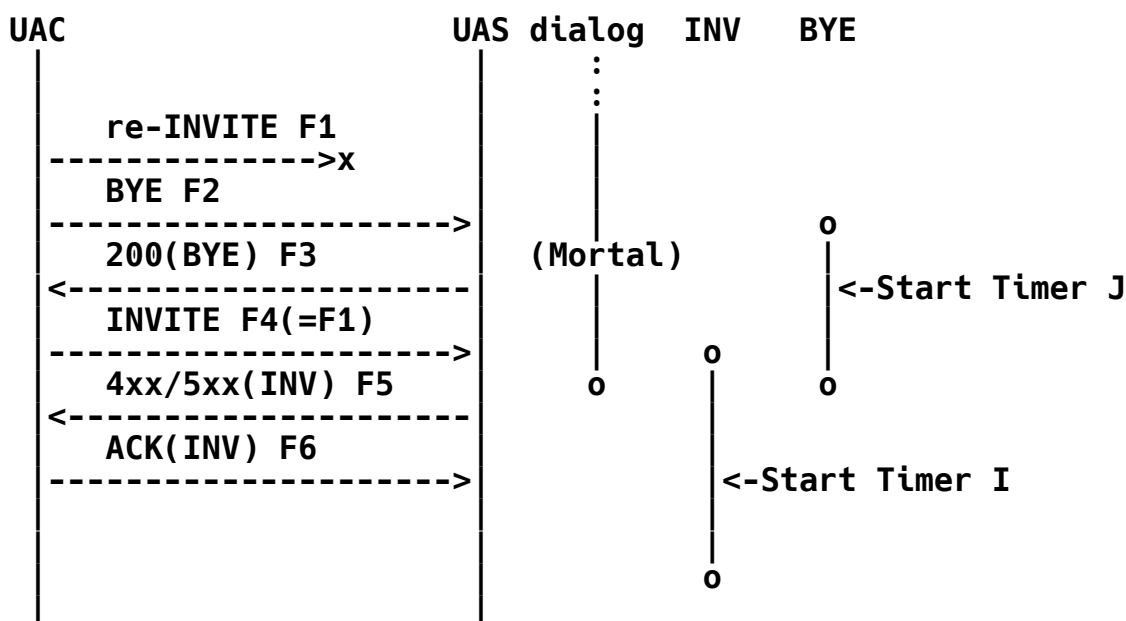 UAC UAS dialog INV BYE
re-INVITE F1
-------------->x
BYE F2
---------------------> o
200(BYE) F3 (Mortal)
<--------------------- <-Start Timer J
INVITE F4(=F1)
---------------------> o
4xx/5xx(INV) F5 o o
<---------------------
ACK(INV) F6
---------------------> <-Start Timer I
o